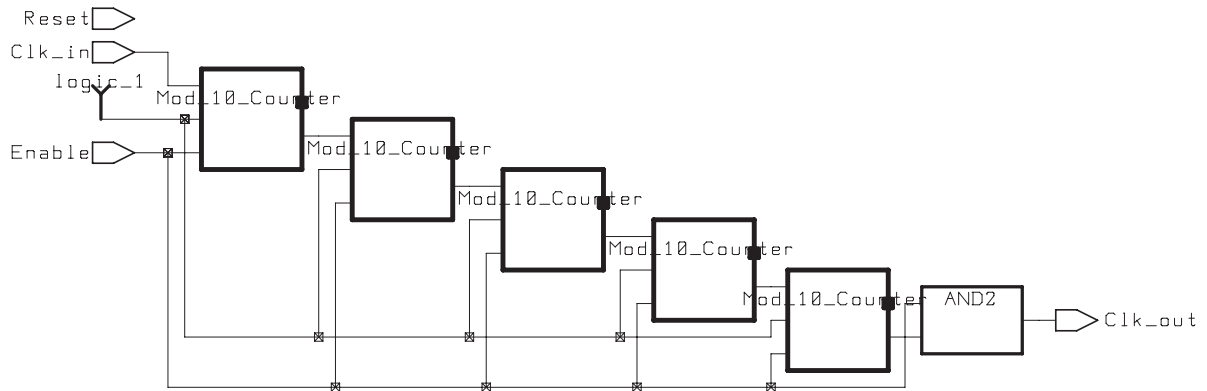 Reset
Clk_in
logic_1
Mod_10_Counter
Enable
Mod_10_Counter
Mod_10_Counter
Mod_10_Counter
Mod_10_Counter
AND2
Clk_out